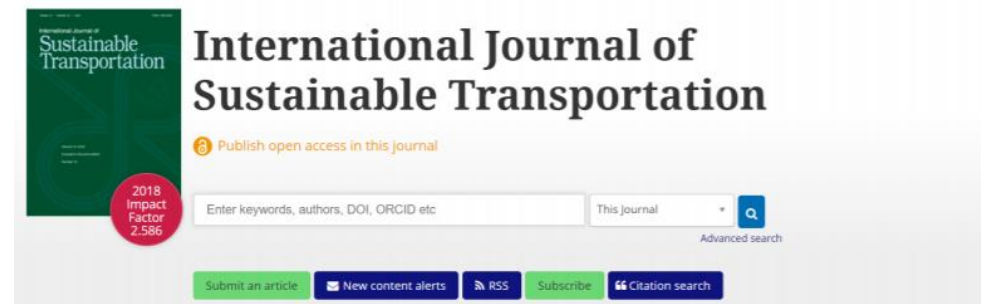 International Journal of
Sustainable
Transportation
2018
Impact
Factor
2.586
International Journal of
Sustainable Transportation
Publish open access in this journal
Enter keywords, authors, DOI, ORCID etc
This Journal
Advanced search
Submit an article
New content alerts
RSS
Subscribe
Citation search